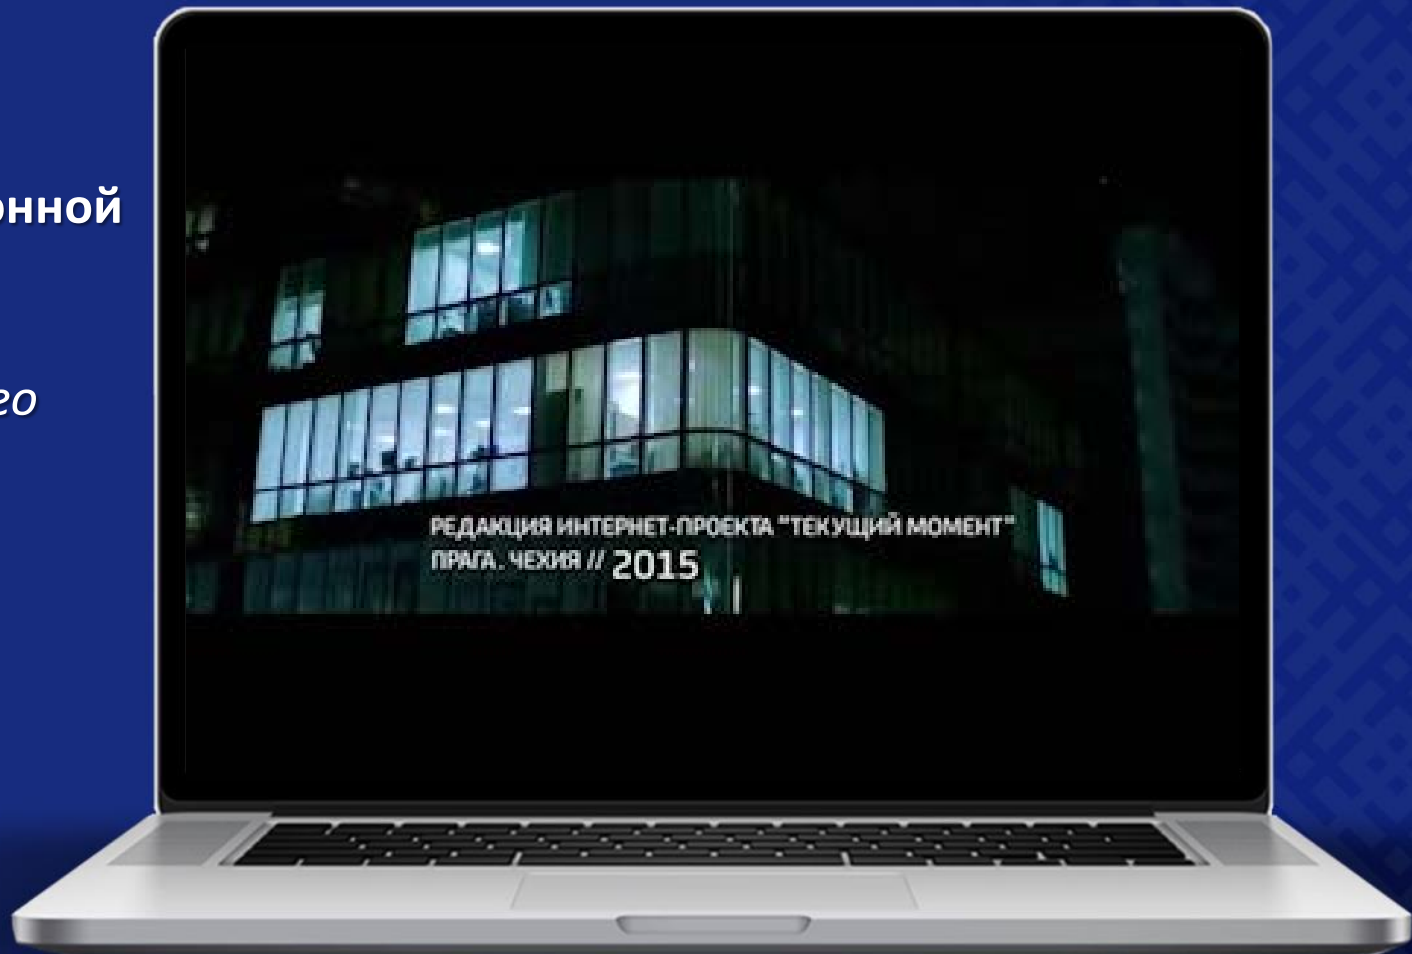 онной
го
РЕДАКЦИЯ ИНТЕРНЕТ-ПРОЕКТА "ТЕКУЩИЙ МОМЕНТ"
ПРАГА. ЧЕХИЯ // 2015